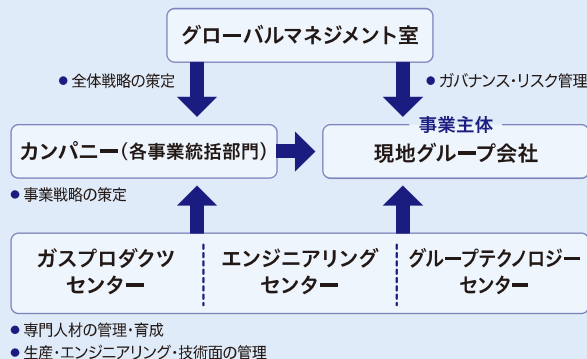 グローバルマネジメント室
● 全体戦略の策定
● ガバナンス・リスク管理
カンパニー（各事業統括部門）
事業主体
現地グループ会社
● 事業戦略の策定
ガスプロダクツ
センター
エンジニアリング
センター
グループテクノロジー
センター
● 専門人材の管理・育成
● 生産・エンジニアリング・技術面の管理